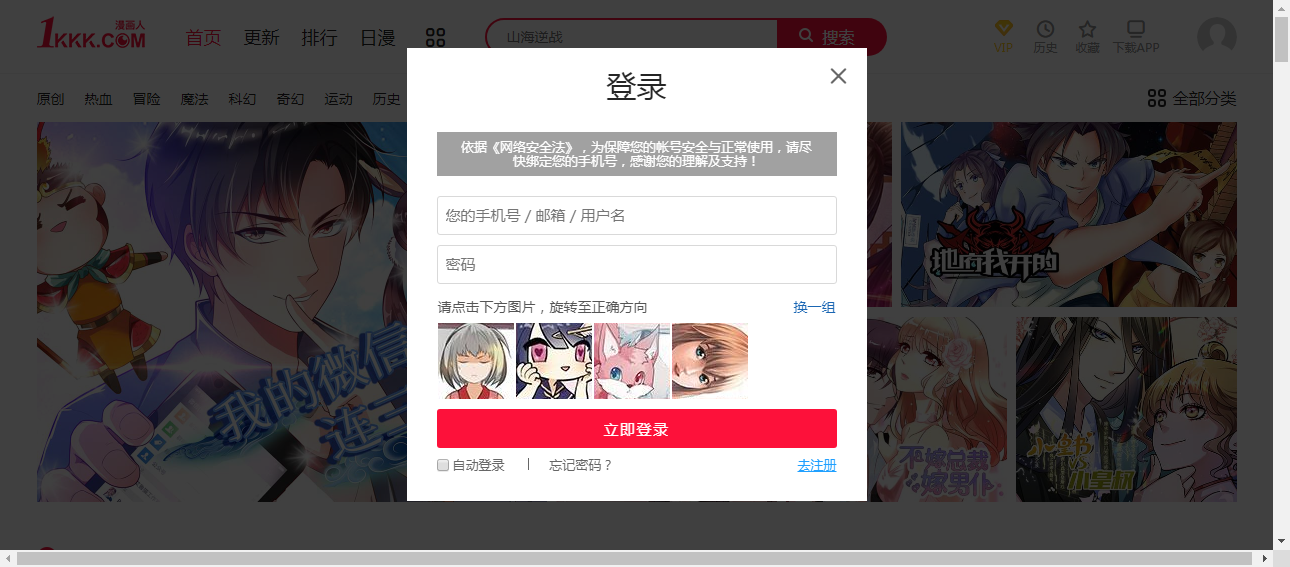 1KKK.COM 漫画人
首页 更新 排行 日漫
山海逆战
搜索
VIP 历史 收藏 下载APP
原创 热血 冒险 魔法 科幻 奇幻 运动 历史
全部分类
登录
依据《网络安全法》，为保障您的帐号安全与正常使用，请尽
快绑定您的手机号，感谢您的理解及支持！
您的手机号 / 邮箱 / 用户名
密码
请点击下方图片，旋转至正确方向 换一组
立即登录
自动登录 | 忘记密码？ 去注册
我的微信
连三
地府我开的
不嫁总裁
嫁男仆